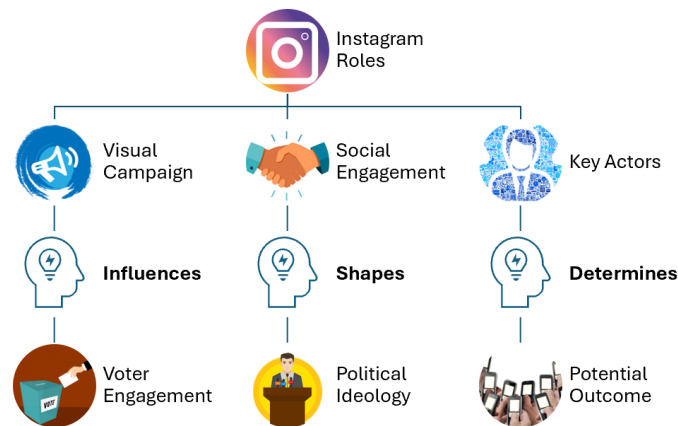 Instagram
Roles
Visual
Campaign
Social
Engagement
Key Actors
Influences
Shapes
Determines
Voter
Engagement
VOTE
Political
Ideology
Potential
Outcome